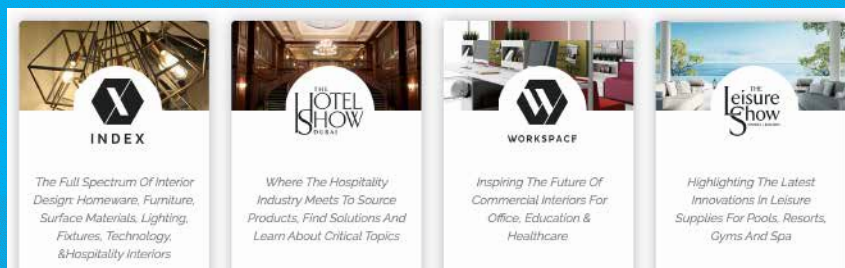 INDEX
The Full Spectrum Of Interior
Design: Homeware, Furniture,
Surface Materials, Lighting,
Fixtures, Technology,
&Hospitality Interiors
THE
HOTEL
SHOW
DUBAI
Where The Hospitality
Industry Meets To Source
Products, Find Solutions And
Learn About Critical Topics
WORKSPACE
Inspiring The Future Of
Commercial Interiors For
Office, Education &
Healthcare
THE
Leisure
Show
Highlighting The Latest
Innovations In Leisure
Supplies For Pools, Resorts,
Gyms And Spa